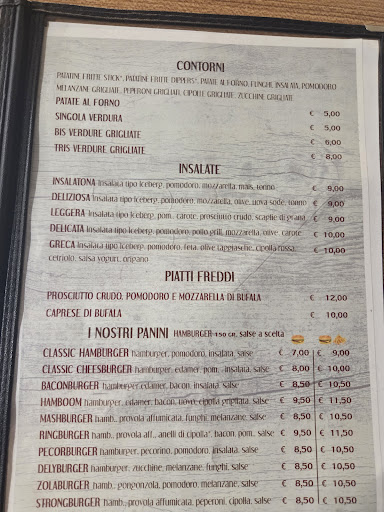 CONTORNI
PATATINE FRITTE STICK*, PATATINE FRITTE DIPPERS*, PATATE AL FORNO, FUNGHI, INSALATA, POMODORO
MELANZANE GRIGLIATE, PEPERONI GRIGLIATI, CIPOLLE GRIGLIATE, ZUCCHINE GRIGLIATE
PATATE AL FORNO € 5,00
SINGOLA VERDURA € 5,00
BIS VERDURE GRIGLIATE € 6,00
TRIS VERDURE GRIGLIATE € 8,00
INSALATE
INSALATONA insalata tipo Iceberg, pomodoro, mozzarella, mais, tonno € 9,00
DELIZIOSA insalata tipo Iceberg, pomodoro, mozzarella, olive, uova sode, tonno € 9,00
LEGGERA insalata tipo Iceberg, pom., carote, prosciutto crudo, scaglie di grana € 9,00
DELICATA insalata tipo Iceberg, pomodoro, pollo grill, mozzarella, olive, carote € 10,00
GRECA insalata tipo Iceberg, pomodoro, feta, olive taggiasche, cipolla rossa, € 10,00
cetriolo, salsa yogurt, origano
PIATTI FREDDI
PROSCIUTTO CRUDO, POMODORO E MOZZARELLA DI BUFALA € 12,00
CAPRESE DI BUFALA € 10,00
I NOSTRI PANINI HAMBURGER 150 GR, salse a scelta
CLASSIC HAMBURGER hamburger, pomodoro, insalata, salse € 7,00 € 9,00
CLASSIC CHEESBURGER hamburger, edamer, pom., insalata, salse € 8,00 € 10,00
BACONBURGER hamburger, edamer, bacon, insalata, salse € 8,50 € 10,50
HAMBOOM hamburger, edamer, bacon, uova, cipolla grigliata, salse € 9,50 € 11,50
MASHBURGER hamb., provola affumicata, funghi, melanzane, salse € 8,50 € 10,50
RINGBURGER hamb., provola aff., anelli di cipolla*, bacon, pom., salse € 9,50 € 11,50
PECORBURGER hamburger, pecorino, pomodoro, insalata, salse € 8,50 € 10,50
DELYBURGER hamburger, zucchine, melanzane, funghi, salse € 8,50 € 10,50
ZOLABURGER hamb., gongonzola, pomodoro, melanzane, salse € 8,50 € 10,50
STRONGBURGER hamb., provola affumicata, peperoni, cipolla, salse € 8,50 € 10,50